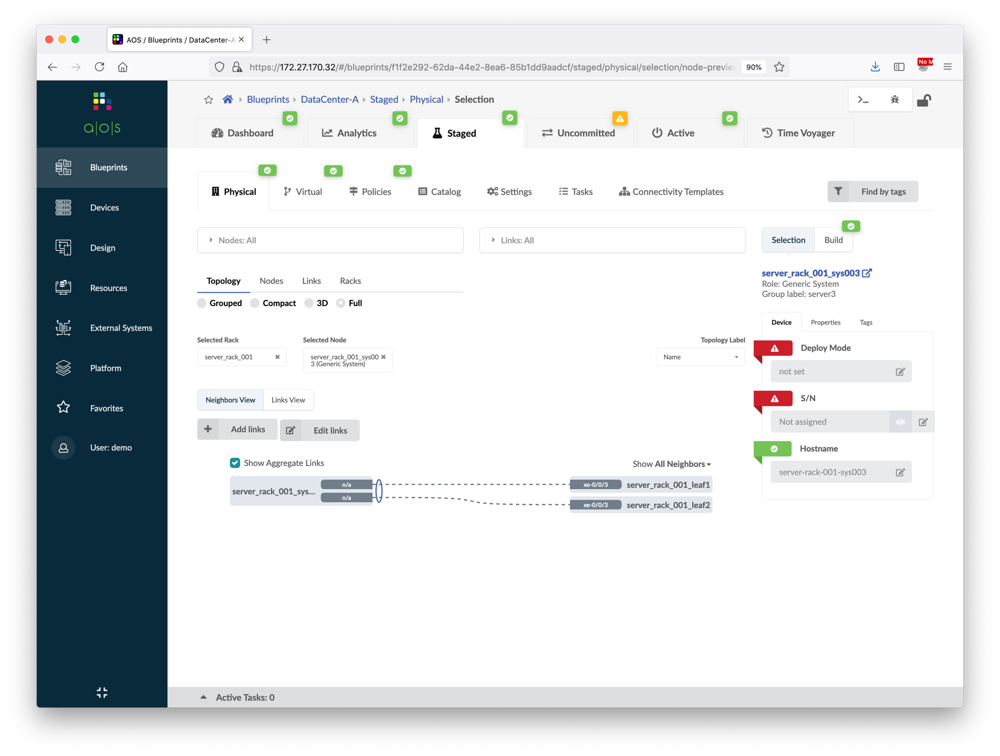 AOS / Blueprints / DataCenter-A
https://172.27.170.32/#/blueprints/f1f2e292-62da-44e2-8ea6-85b1dd9aadcf/staged/physical/selection/node-preview
90%
No M
a|o|s
Blueprints
Devices
Design
Resources
External Systems
Platform
Favorites
User: demo
Blueprints DataCenter-A Staged Physical Selection
Dashboard
Analytics
Staged
Uncommitted
Active
Time Voyager
Physical
Virtual
Policies
Catalog
Settings
Tasks
Connectivity Templates
Find by tags
Nodes: All
Links: All
Selection
Build
Topology
Nodes
Links
Racks
Grouped
Compact
3D
Full
Selected Rack
server_rack_001
Selected Node
server_rack_001_sys00
3 (Generic System)
Topology Label
Name
Neighbors View
Links View
Add links
Edit links
Show Aggregate Links
Show All Neighbors
server_rack_001_sys...
n/a
n/a
xe-0/0/3
server_rack_001_leaf1
xe-0/0/3
server_rack_001_leaf2
server_rack_001_sys003
Role: Generic System
Group label: server3
Device
Properties
Tags
Deploy Mode
not set
S/N
Not assigned
Hostname
server-rack-001-sys003
Active Tasks: 0